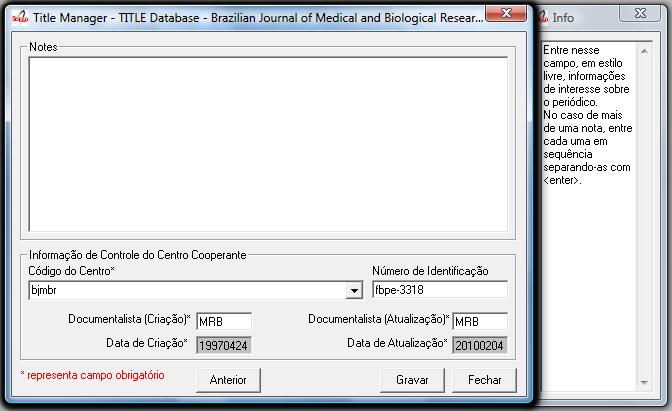 Title Manager - TITLE Database - Brazilian Journal of Medical and Biological Resear...
Notes
Informação de Controle do Centro Cooperante
Código do Centro*
Número de Identificação
bjmbr
fbpe-3318
Documentalista (Criação)*
MRB
Documentalista (Atualização)*
MRB
Data de Criação*
19970424
Data de Atualização*
20100204
* representa campo obrigatório
Anterior
Gravar
Fechar
Info
Entre nesse
campo, em estilo
livre, informações
de interesse sobre
o periódico.
No caso de mais
de uma nota, entre
cada uma em
sequência
separando-as com
<enter>.